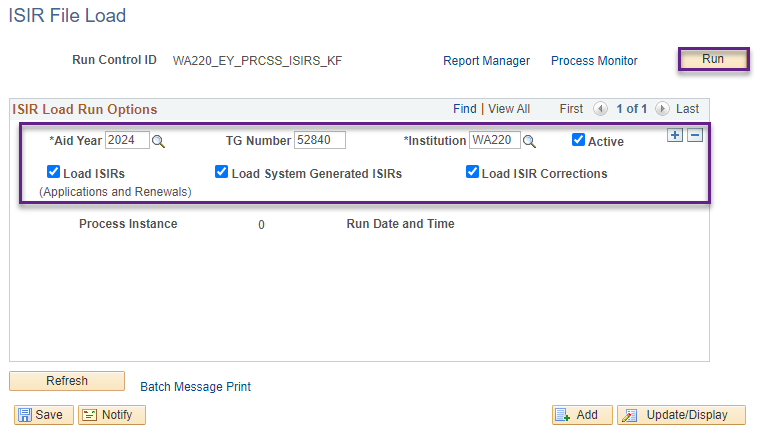 ISIR File Load
Run Control ID WA220_EY_PRCSS_ISIRS_KF Report Manager Process Monitor Run
ISIR Load Run Options Find | View All First 1 of 1 Last
*Aid Year 2024 TG Number 52840 *Institution WA220 Active
Load ISIRs Load System Generated ISIRs Load ISIR Corrections
(Applications and Renewals)
Process Instance 0 Run Date and Time
Refresh Batch Message Print
Save Notify Add Update/Display